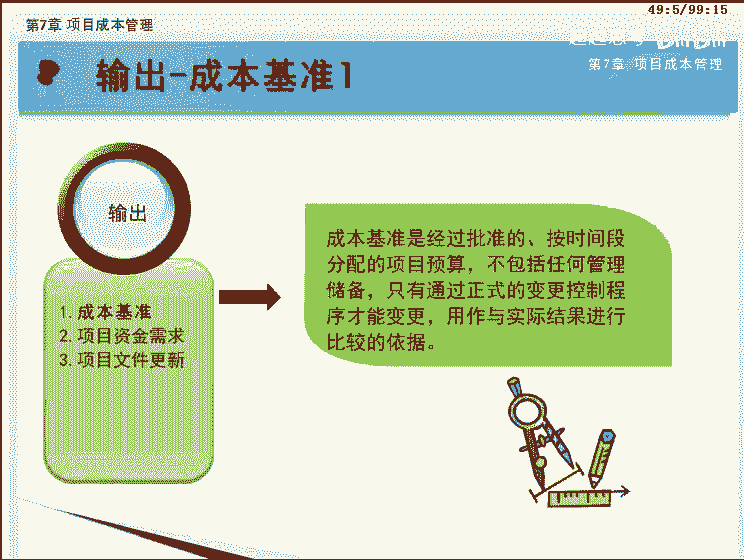 49:5/99:15
第7章 项目成本管理
输出-成本基准1
第7章 项目成本管理
输出
成本基准是经过批准的、按时间段
分配的项目预算，不包括任何管理
储备，只有通过正式的变更控制程
序才能变更，用作与实际结果进行
比较的依据。
1. 成本基准
2. 项目资金需求
3. 项目文件更新